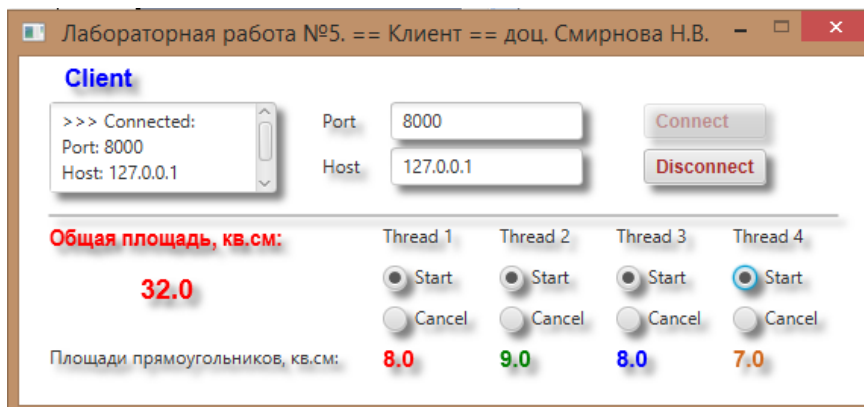 Лабораторная работа №5. == Клиент == доц. Смирнова Н.В.
Client
>>> Connected:
Port: 8000
Host: 127.0.0.1
Port 8000 Connect
Host 127.0.0.1 Disconnect
Общая площадь, кв.см: Thread 1 Thread 2 Thread 3 Thread 4
32.0 Start Start Start Start
Cancel Cancel Cancel Cancel
Площади прямоугольников, кв.см: 8.0 9.0 8.0 7.0